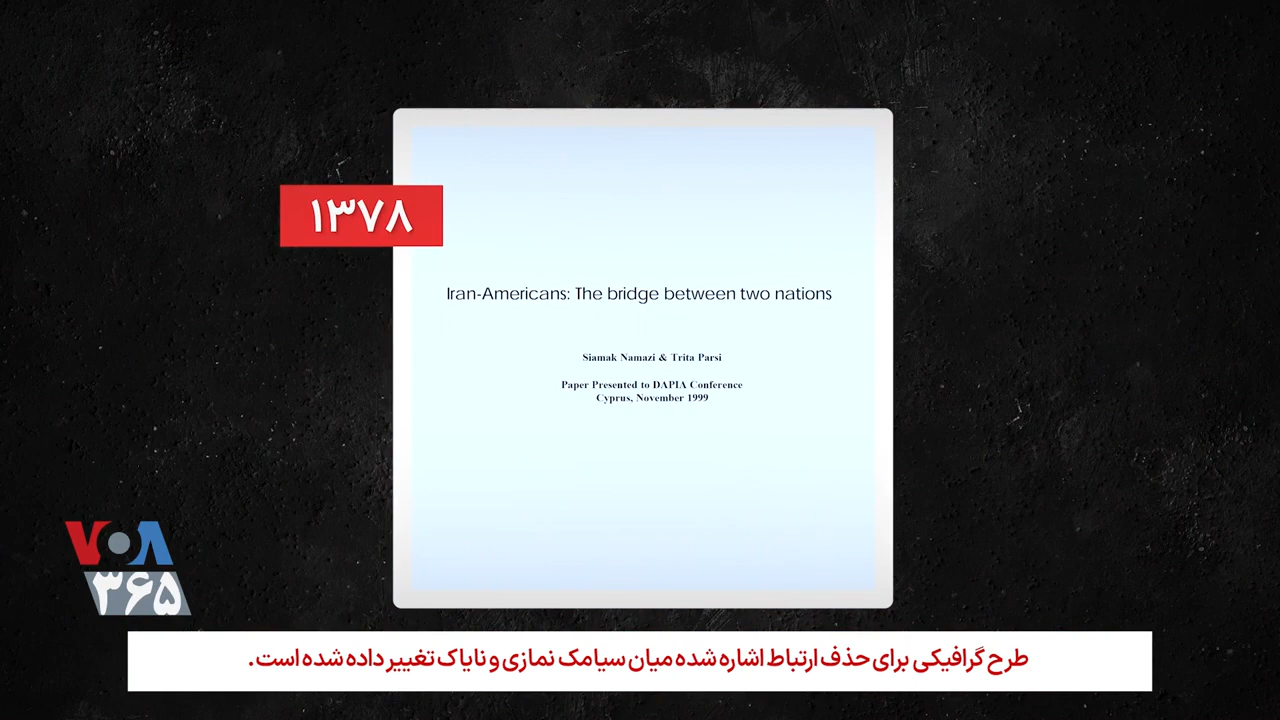 ۱۳۷۸
Iran-Americans: The bridge between two nations
Siamak Namazi & Trita Parsi
Paper Presented to DAPIA Conference
Cyprus, November 1999
VOA
۳۶۵
طرح گرافیکی برای حذف ارتباط اشاره شده میان سیامک نمازی و نایاک تغییر داده شده است.